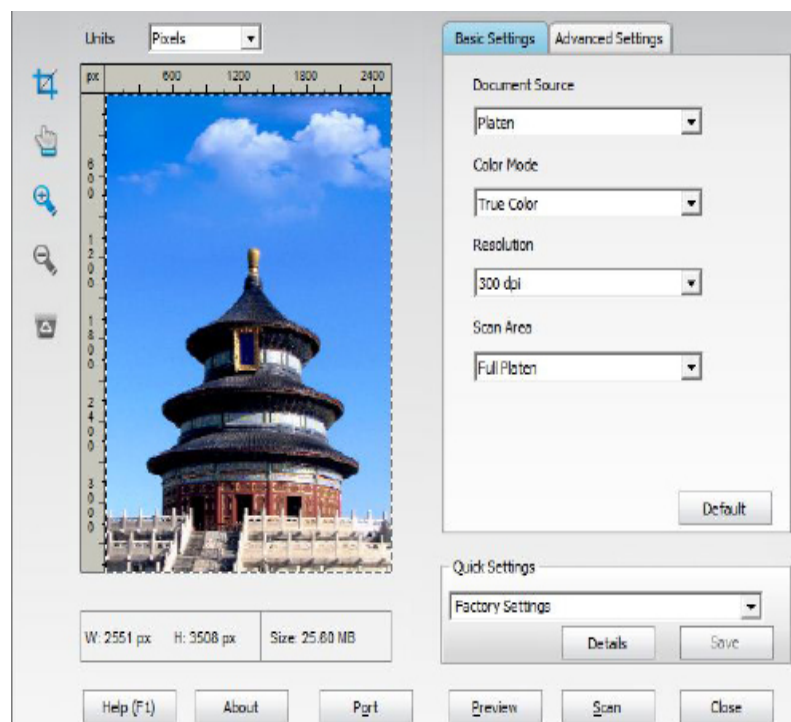 Units Pixels
px 600 1200 1800 2400
600
1200
1800
2400
3000
W: 2551 px H: 3508 px Size: 25.60 MB
Basic Settings Advanced Settings
Document Source
Platen
Color Mode
True Color
Resolution
300 dpi
Scan Area
Full Platen
Default
Quick Settings
Factory Settings
Details Save
Help (F1) About Port Preview Scan Close